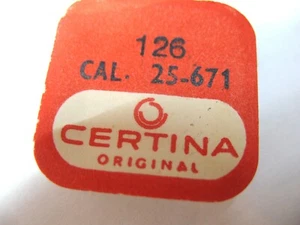 126
CAL. 25-671
CERTINA
ORIGINAL